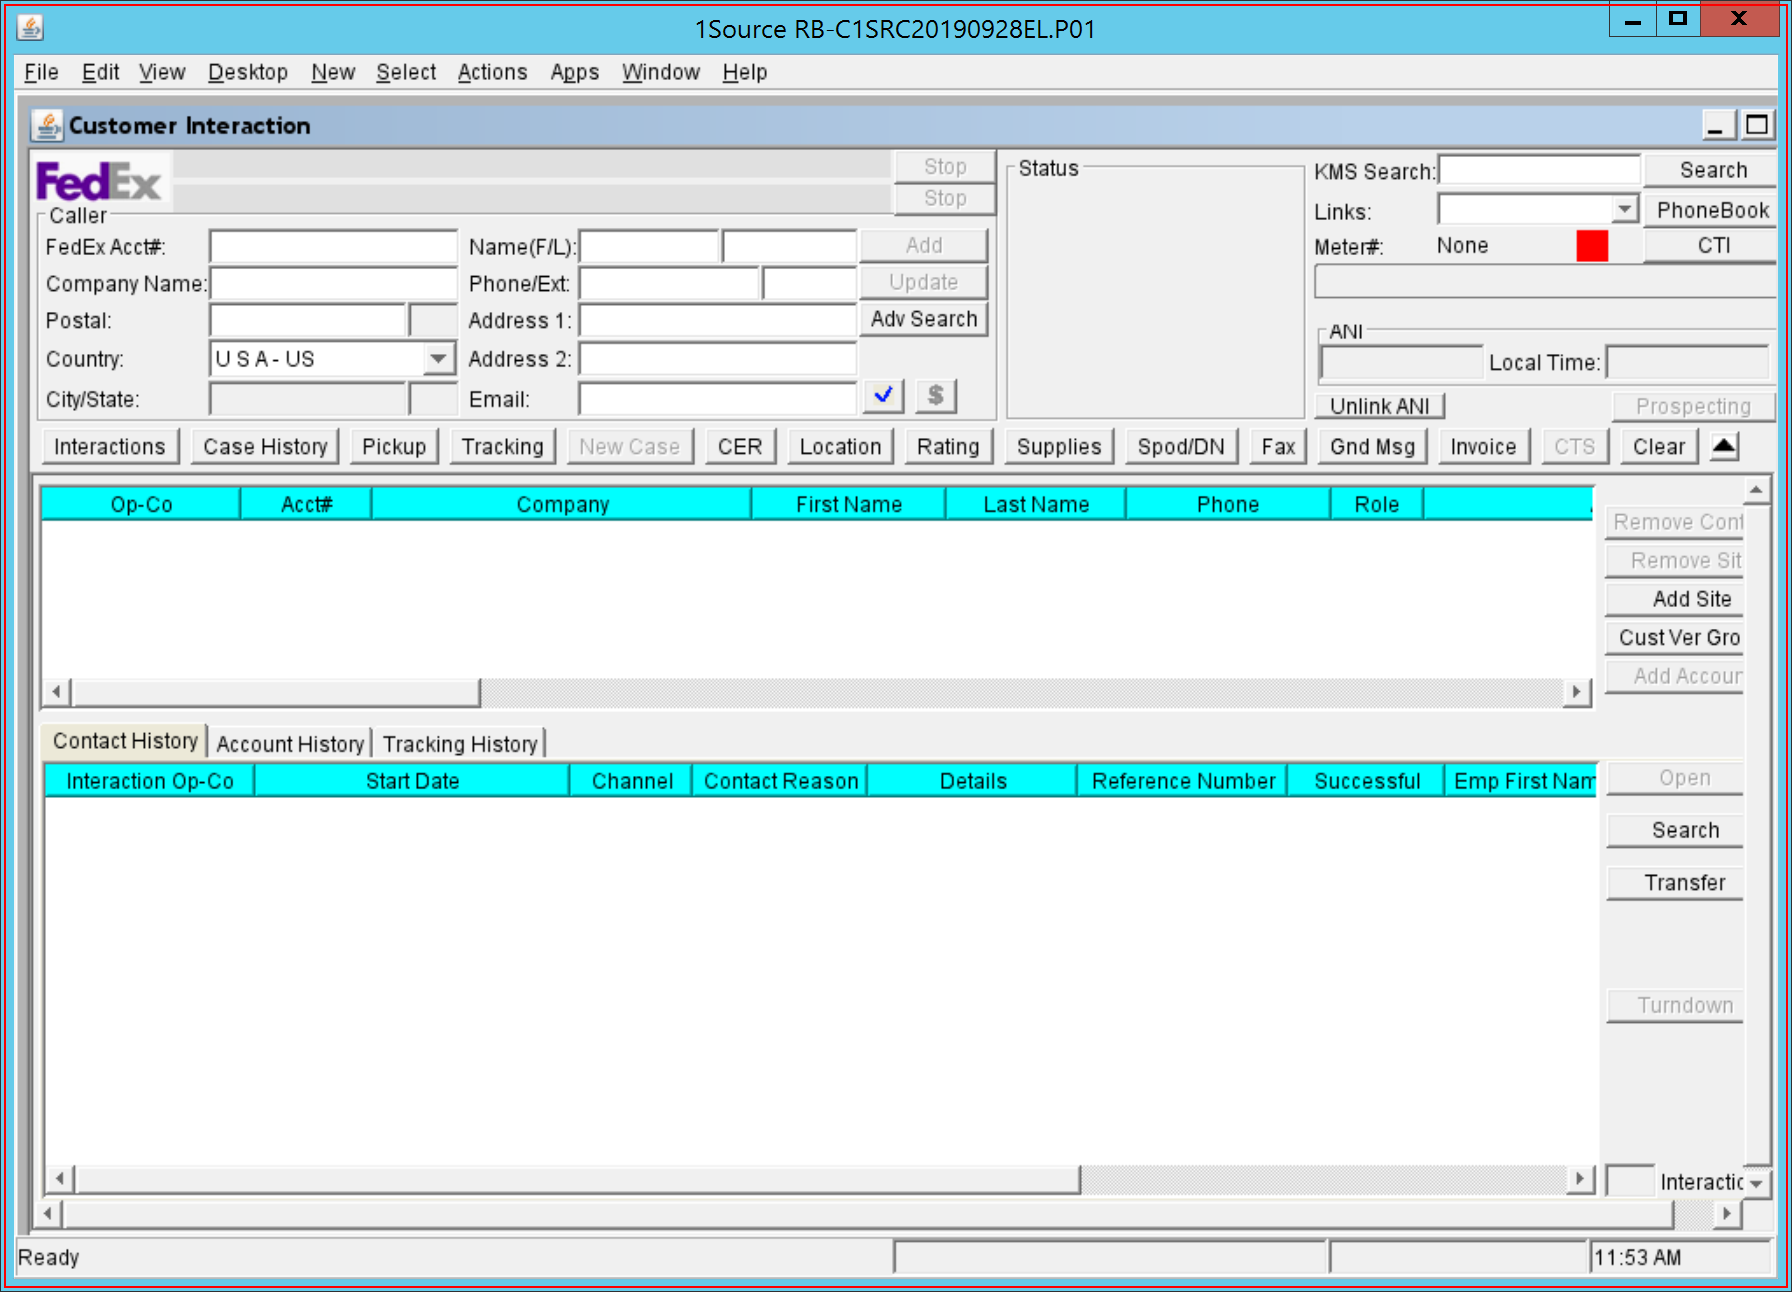 1Source RB-C1SRC20190928EL.P01
File Edit View Desktop New Select Actions Apps Window Help
Customer Interaction
FedEx
Stop
Stop
Status
KMS Search: Search
Links: PhoneBook
Meter#: None CTI
Caller
FedEx Acct#: Name(F/L): Add
Company Name: Phone/Ext: Update
Postal: Address 1: Adv Search
Country: U S A - US Address 2:
City/State: Email: $
ANI
Local Time:
Unlink ANI Prospecting
Interactions Case History Pickup Tracking New Case CER Location Rating Supplies Spod/DN Fax Gnd Msg Invoice CTS Clear
Op-Co Acct# Company First Name Last Name Phone Role
Remove Cont
Remove Sit
Add Site
Cust Ver Gro
Add Accour
Contact History Account History Tracking History
Interaction Op-Co Start Date Channel Contact Reason Details Reference Number Successful Emp First Nam
Open
Search
Transfer
Turndown
Interactic
Ready 11:53 AM